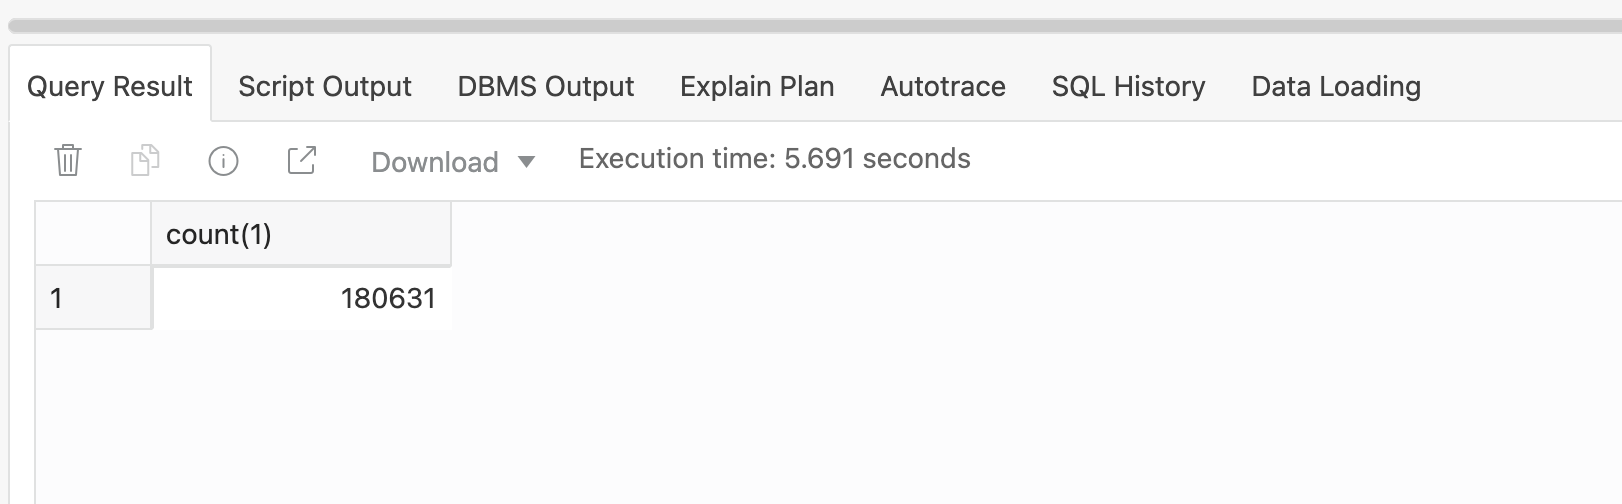 Query Result Script Output DBMS Output Explain Plan Autotrace SQL History Data Loading
Download Execution time: 5.691 seconds
count(1)
1 180631